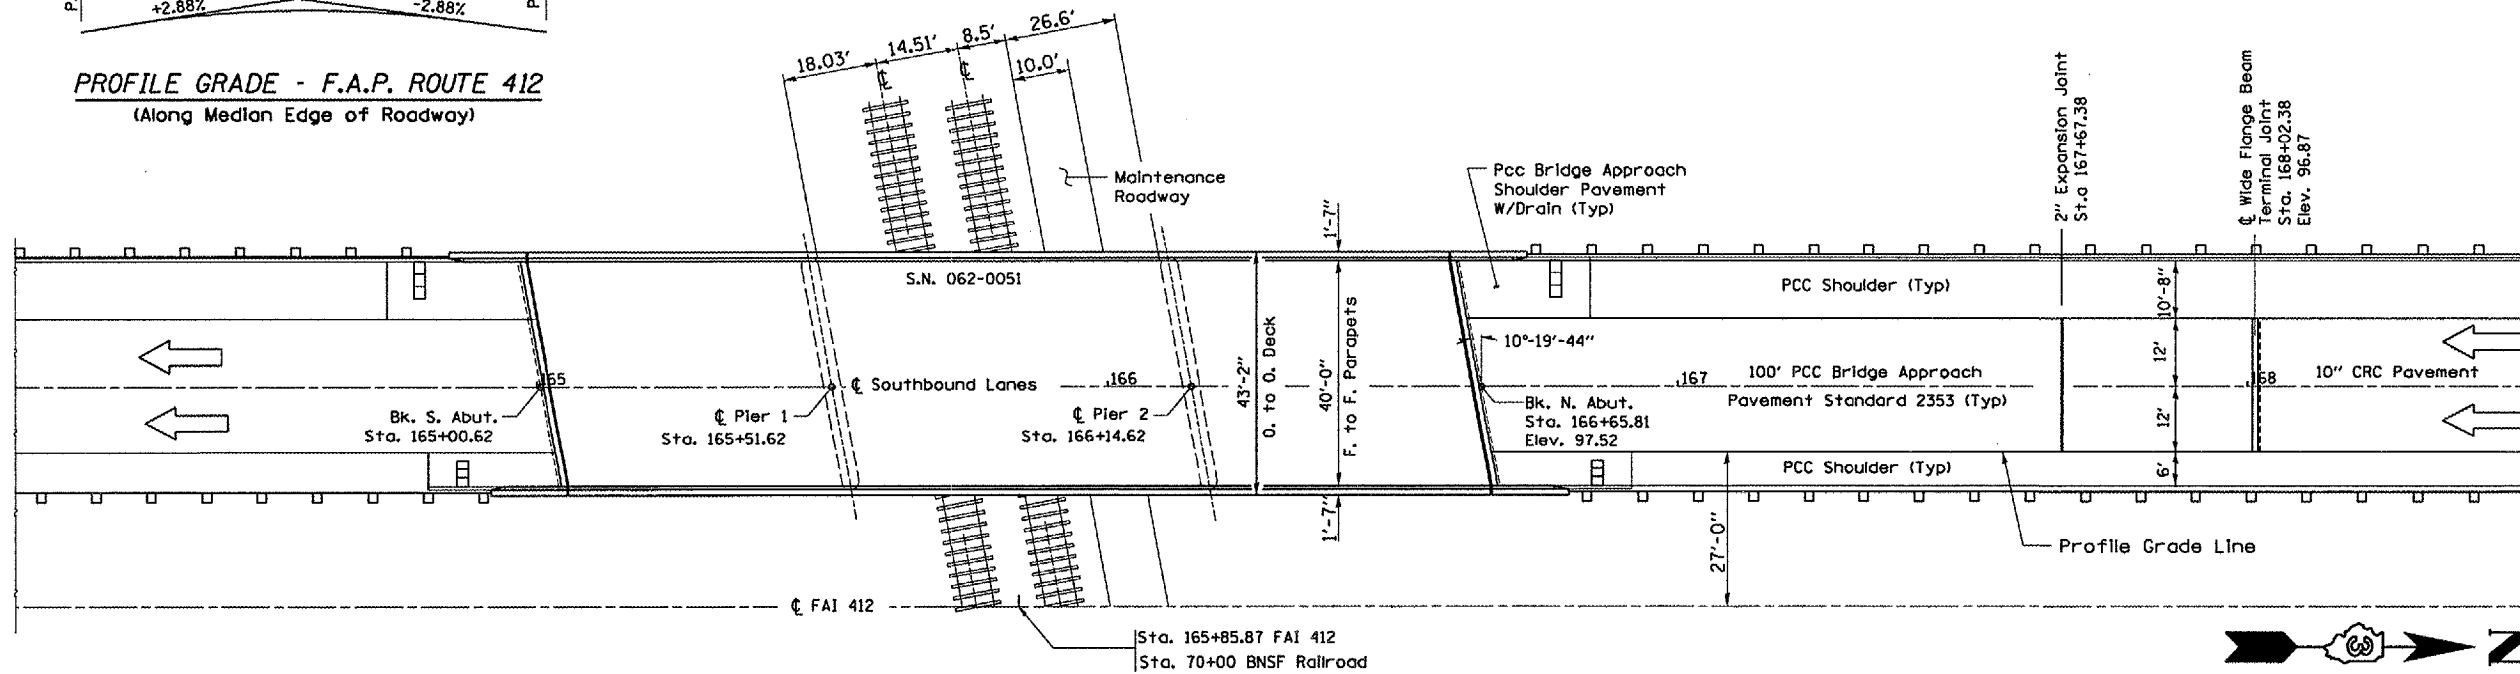 +2.88%
-2.88%
PROFILE GRADE - F.A.P. ROUTE 412
(Along Median Edge of Roadway)
18.03'
14.51'
8.5'
26.6'
10.0'
℄
℄
Maintenance
Roadway
Pcc Bridge Approach
Shoulder Pavement
W/Drain (Typ)
2" Expansion Joint
St.a 167+67.38
℄ Wide Flange Beam
Terminal Joint
Sta. 168+02.38
Elev. 96.87
1'-7"
S.N. 062-0051
PCC Shoulder (Typ)
10'-8"
43'-2"
O. to O. Deck
40'-0"
F. to F. Parapets
10°-19'-44"
12'
165
℄ Southbound Lanes
166
167
100' PCC Bridge Approach
Pavement Standard 2353 (Typ)
168
10" CRC Pavement
Bk. S. Abut.
Sta. 165+00.62
℄ Pier 1
Sta. 165+51.62
℄ Pier 2
Sta. 166+14.62
Bk. N. Abut.
Sta. 166+65.81
Elev. 97.52
12'
PCC Shoulder (Typ)
6'
1'-7"
27'-0"
Profile Grade Line
℄ FAI 412
Sta. 165+85.87 FAI 412
Sta. 70+00 BNSF Railroad
3